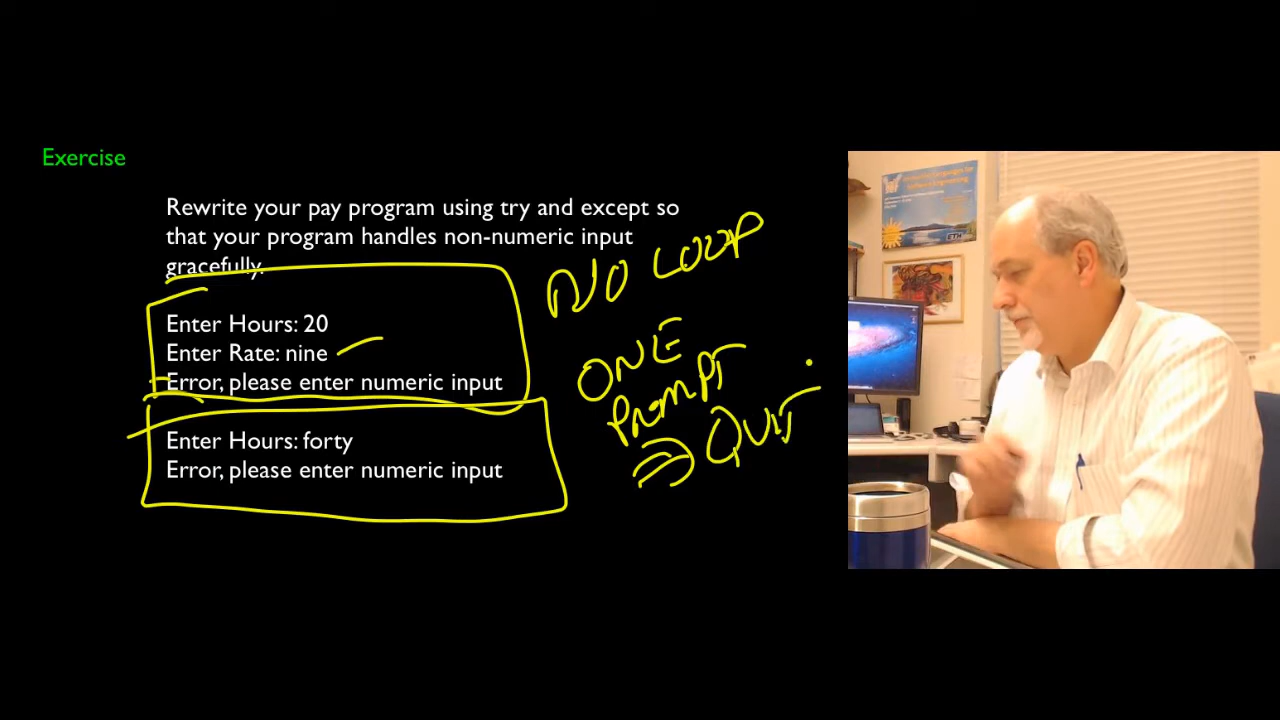 Exercise
Rewrite your pay program using try and except so
that your program handles non-numeric input
gracefully.
Enter Hours: 20
Enter Rate: nine
Error, please enter numeric input
Enter Hours: forty
Error, please enter numeric input
NO LOOP
ONE
PROMPT
⇒ QUIT